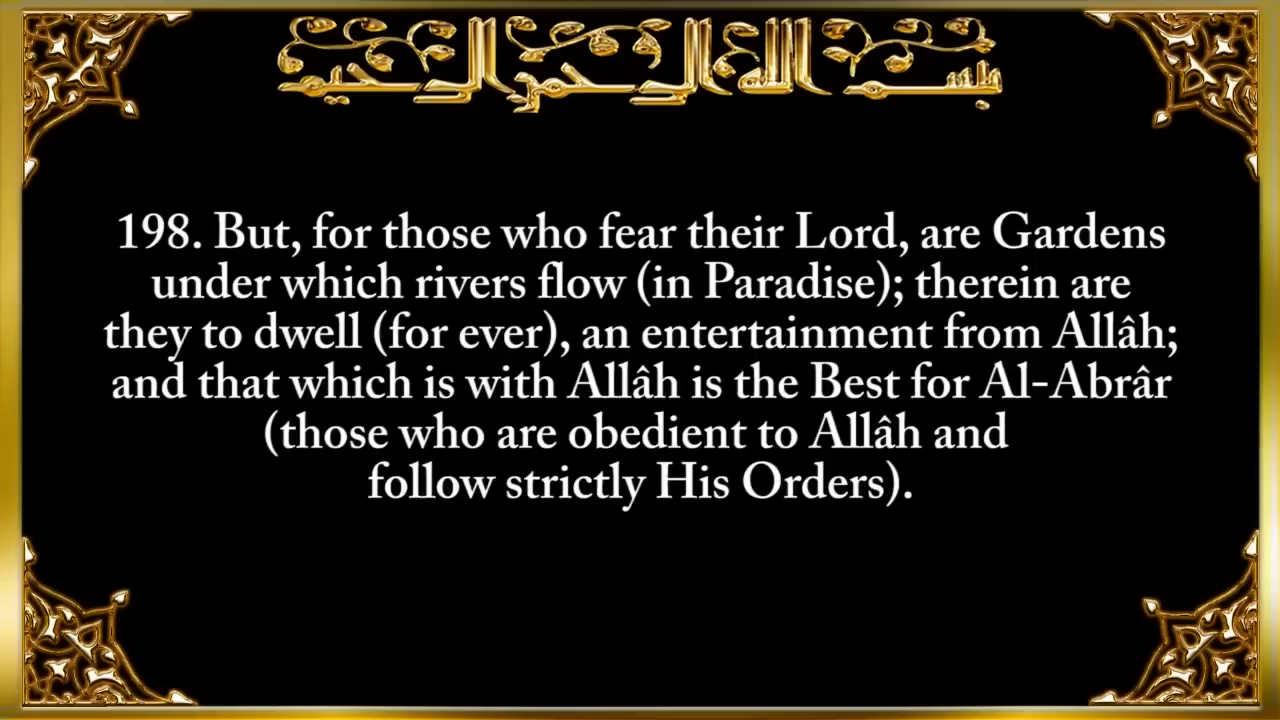 بسم الله الرحمن الرحيم
198. But, for those who fear their Lord, are Gardens
under which rivers flow (in Paradise); therein are
they to dwell (for ever), an entertainment from Allâh;
and that which is with Allâh is the Best for Al-Abrâr
(those who are obedient to Allâh and
follow strictly His Orders).